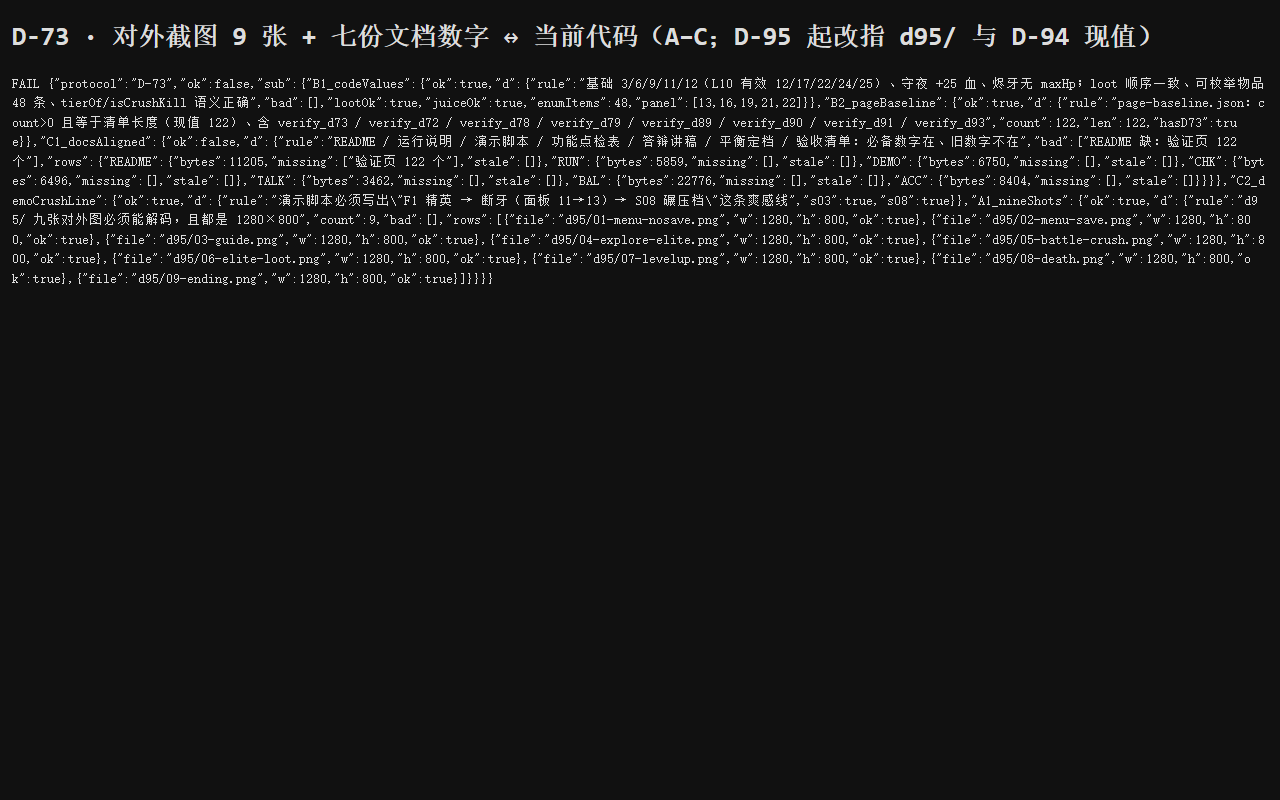 D-73 · 对外截图 9 张 + 七份文档数字 ↔ 当前代码（A–C；D-95 起改指 d95/ 与 D-94 现值）
FAIL {"protocol":"D-73","ok":false,"sub":{"B1_codeValues":{"ok":true,"d":{"rule":"基础 3/6/9/11/12（L10 有效 12/17/22/24/25）、守夜 +25 血、烬牙无 maxHp；loot 顺序一致、可枚举物品
48 条、tierOf/isCrushKill 语义正确","bad":[],"lootOk":true,"juiceOk":true,"enumItems":48,"panel":[13,16,19,21,22]}},"B2_pageBaseline":{"ok":true,"d":{"rule":"page-baseline.json：c
ount>0 且等于清单长度（现值 122）、含 verify_d73 / verify_d72 / verify_d78 / verify_d79 / verify_d89 / verify_d90 / verify_d91 / verify_d93","count":122,"len":122,"hasD73":tru
e}},"C1_docsAligned":{"ok":false,"d":{"rule":"README / 运行说明 / 演示脚本 / 功能点检表 / 答辩讲稿 / 平衡定档 / 验收清单：必备数字在、旧数字不在","bad":["README 缺：验证页 122
个"],"rows":{"README":{"bytes":11205,"missing":["验证页 122 个"],"stale":[]},"RUN":{"bytes":5859,"missing":[],"stale":[]},"DEMO":{"bytes":6750,"missing":[],"stale":[]},"CHK":{"byt
es":6496,"missing":[],"stale":[]},"TALK":{"bytes":3462,"missing":[],"stale":[]},"BAL":{"bytes":22776,"missing":[],"stale":[]},"ACC":{"bytes":8404,"missing":[],"stale":[]}}}},"C2_d
emoCrushLine":{"ok":true,"d":{"rule":"演示脚本必须写出\"F1 精英 → 断牙（面板 11→13）→ S08 碾压档\"这条爽感线","s03":true,"s08":true}},"A1_nineShots":{"ok":true,"d":{"rule":"d9
5/ 九张对外图必须能解码，且都是 1280×800","count":9,"bad":[],"rows":[{"file":"d95/01-menu-nosave.png","w":1280,"h":800,"ok":true},{"file":"d95/02-menu-save.png","w":1280,"h":80
0,"ok":true},{"file":"d95/03-guide.png","w":1280,"h":800,"ok":true},{"file":"d95/04-explore-elite.png","w":1280,"h":800,"ok":true},{"file":"d95/05-battle-crush.png","w":1280,"h":8
00,"ok":true},{"file":"d95/06-elite-loot.png","w":1280,"h":800,"ok":true},{"file":"d95/07-levelup.png","w":1280,"h":800,"ok":true},{"file":"d95/08-death.png","w":1280,"h":800,"o
k":true},{"file":"d95/09-ending.png","w":1280,"h":800,"ok":true}]}}}}